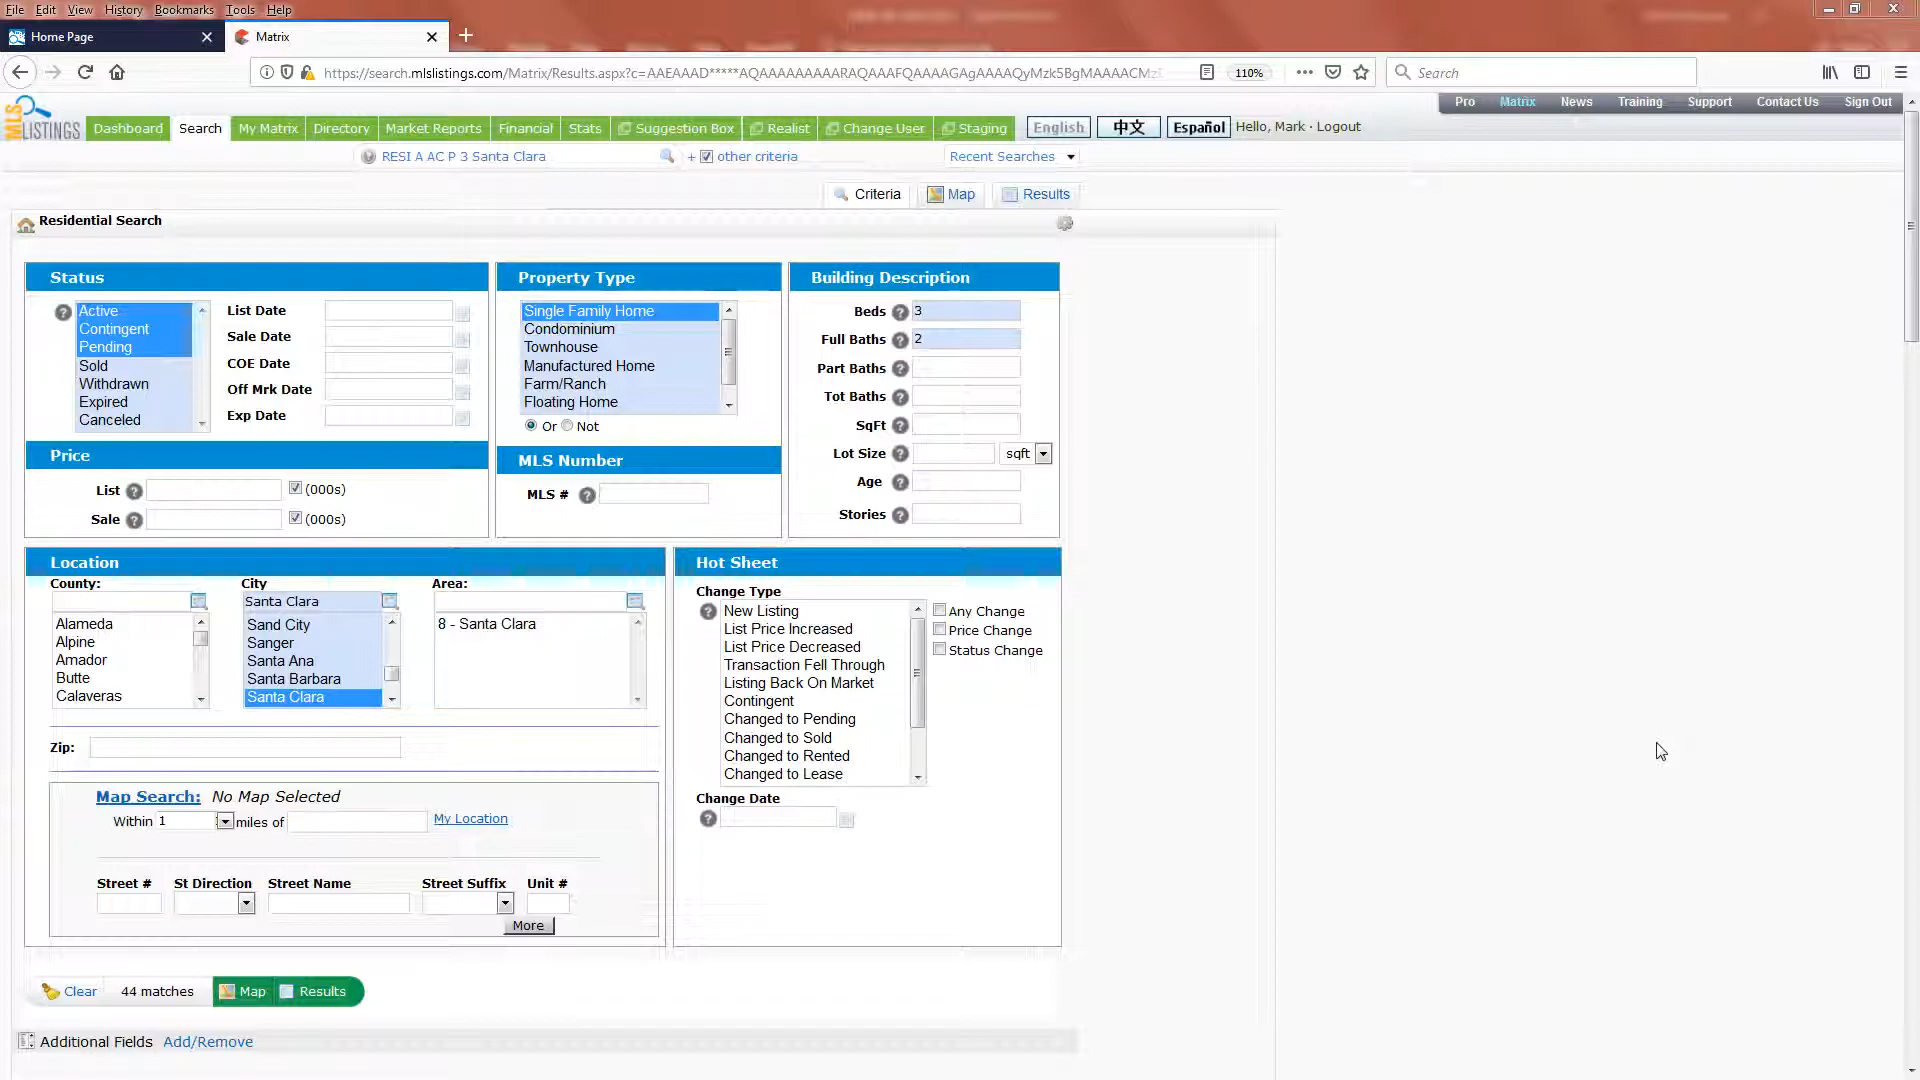 File Edit View History Bookmarks Tools Help
Home Page Matrix
https://search.mlslistings.com/Matrix/Results.aspx?c=AAEAAAD*****AQAAAAAAAAARAQAAAFQAAAAGAgAAAAQyMzk5BgMAAAACMz 110% Search
Pro Matrix News Training Support Contact Us Sign Out
MLS LISTINGS
Dashboard Search My Matrix Directory Market Reports Financial Stats Suggestion Box Realist Change User Staging English 中文 Español Hello, Mark · Logout
RESI A AC P 3 Santa Clara + other criteria Recent Searches
Criteria Map Results
Residential Search
Status
Active
Contingent
Pending
Sold
Withdrawn
Expired
Canceled
List Date
Sale Date
COE Date
Off Mrk Date
Exp Date
Price
List (000s)
Sale (000s)
Property Type
Single Family Home
Condominium
Townhouse
Manufactured Home
Farm/Ranch
Floating Home
Or Not
MLS Number
MLS #
Building Description
Beds 3
Full Baths 2
Part Baths
Tot Baths
SqFt
Lot Size sqft
Age
Stories
Location
County:
Alameda
Alpine
Amador
Butte
Calaveras
City
Santa Clara
Sand City
Sanger
Santa Ana
Santa Barbara
Santa Clara
Area:
8 - Santa Clara
Zip:
Map Search: No Map Selected
Within 1 miles of My Location
Street # St Direction Street Name Street Suffix Unit #
More
Hot Sheet
Change Type
New Listing
List Price Increased
List Price Decreased
Transaction Fell Through
Listing Back On Market
Contingent
Changed to Pending
Changed to Sold
Changed to Rented
Changed to Lease
Any Change
Price Change
Status Change
Change Date
Clear 44 matches Map Results
Additional Fields Add/Remove